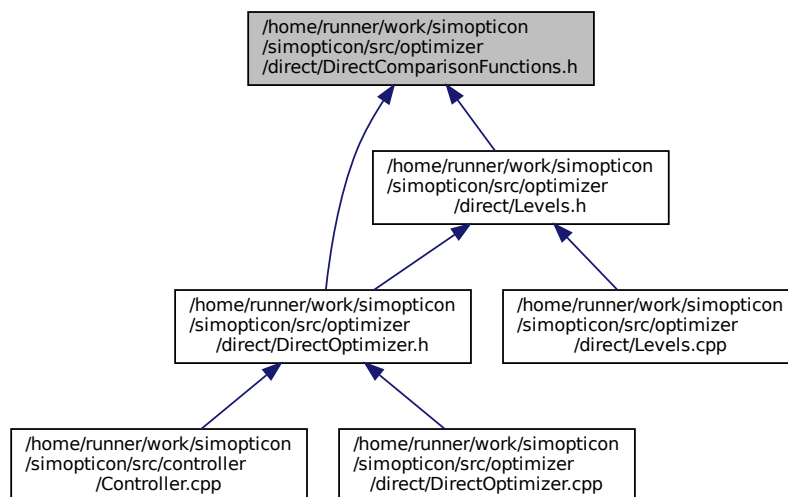 /home/runner/work/simopticon
/simopticon/src/optimizer
/direct/DirectComparisonFunctions.h
/home/runner/work/simopticon
/simopticon/src/optimizer
/direct/Levels.h
/home/runner/work/simopticon
/simopticon/src/optimizer
/direct/DirectOptimizer.h
/home/runner/work/simopticon
/simopticon/src/optimizer
/direct/Levels.cpp
/home/runner/work/simopticon
/simopticon/src/controller
/Controller.cpp
/home/runner/work/simopticon
/simopticon/src/optimizer
/direct/DirectOptimizer.cpp